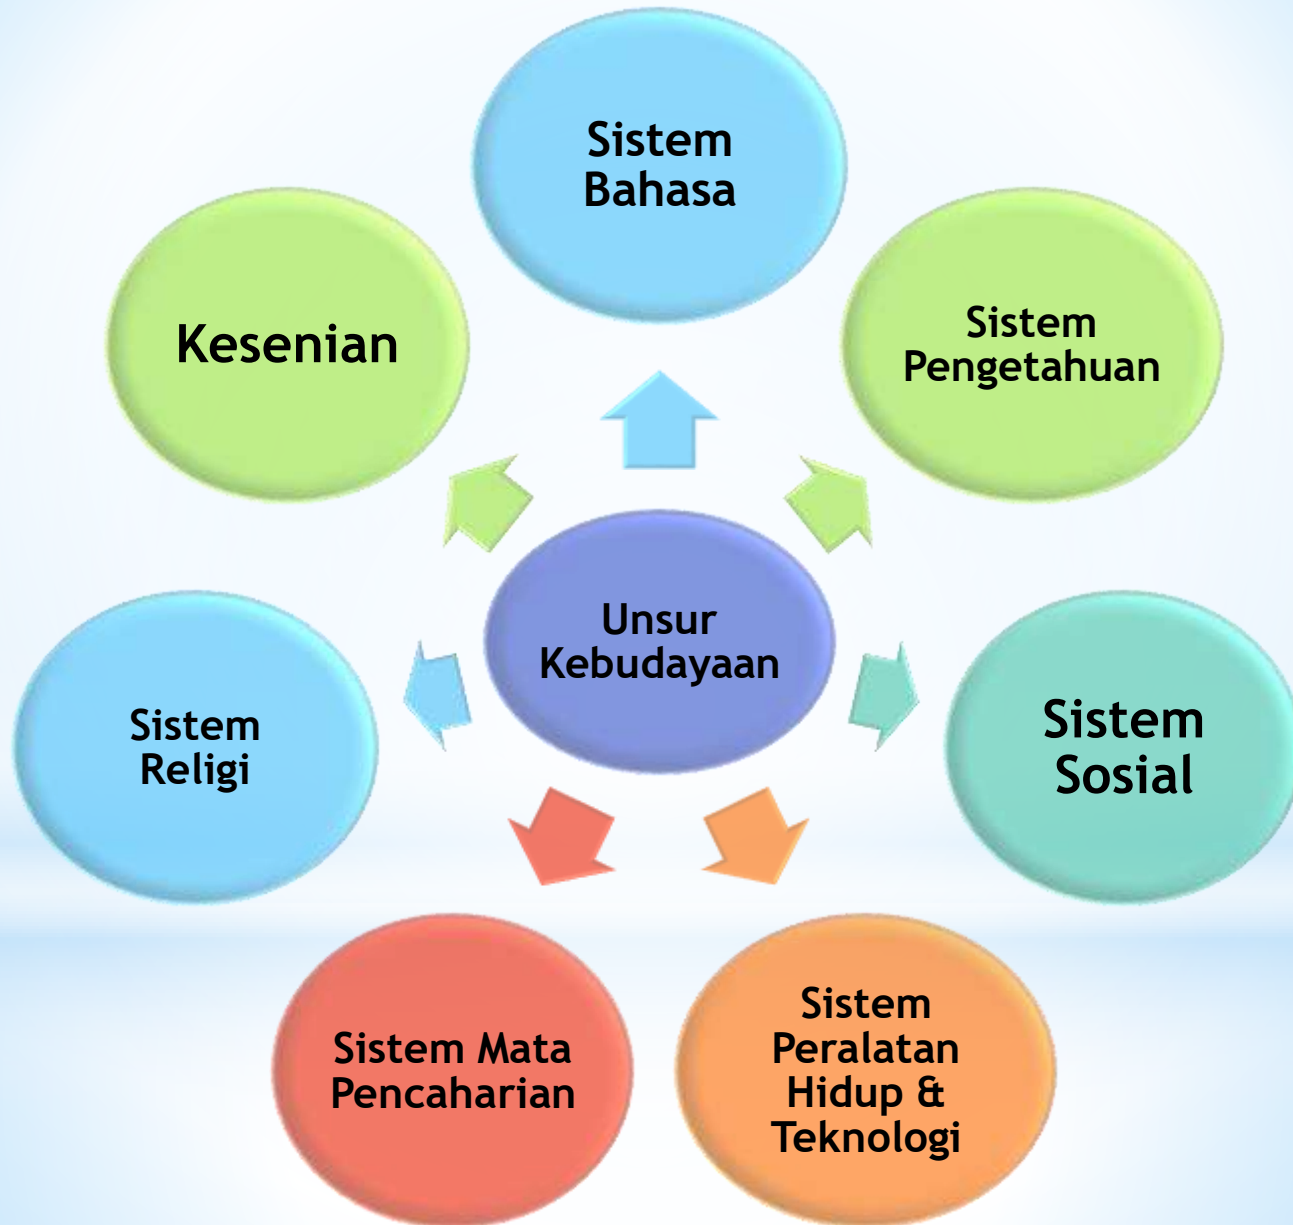 Sistem
Bahasa
Kesenian
Sistem
Pengetahuan
Unsur
Kebudayaan
Sistem
Religi
Sistem
Sosial
Sistem Mata
Pencaharian
Sistem
Peralatan
Hidup &
Teknologi